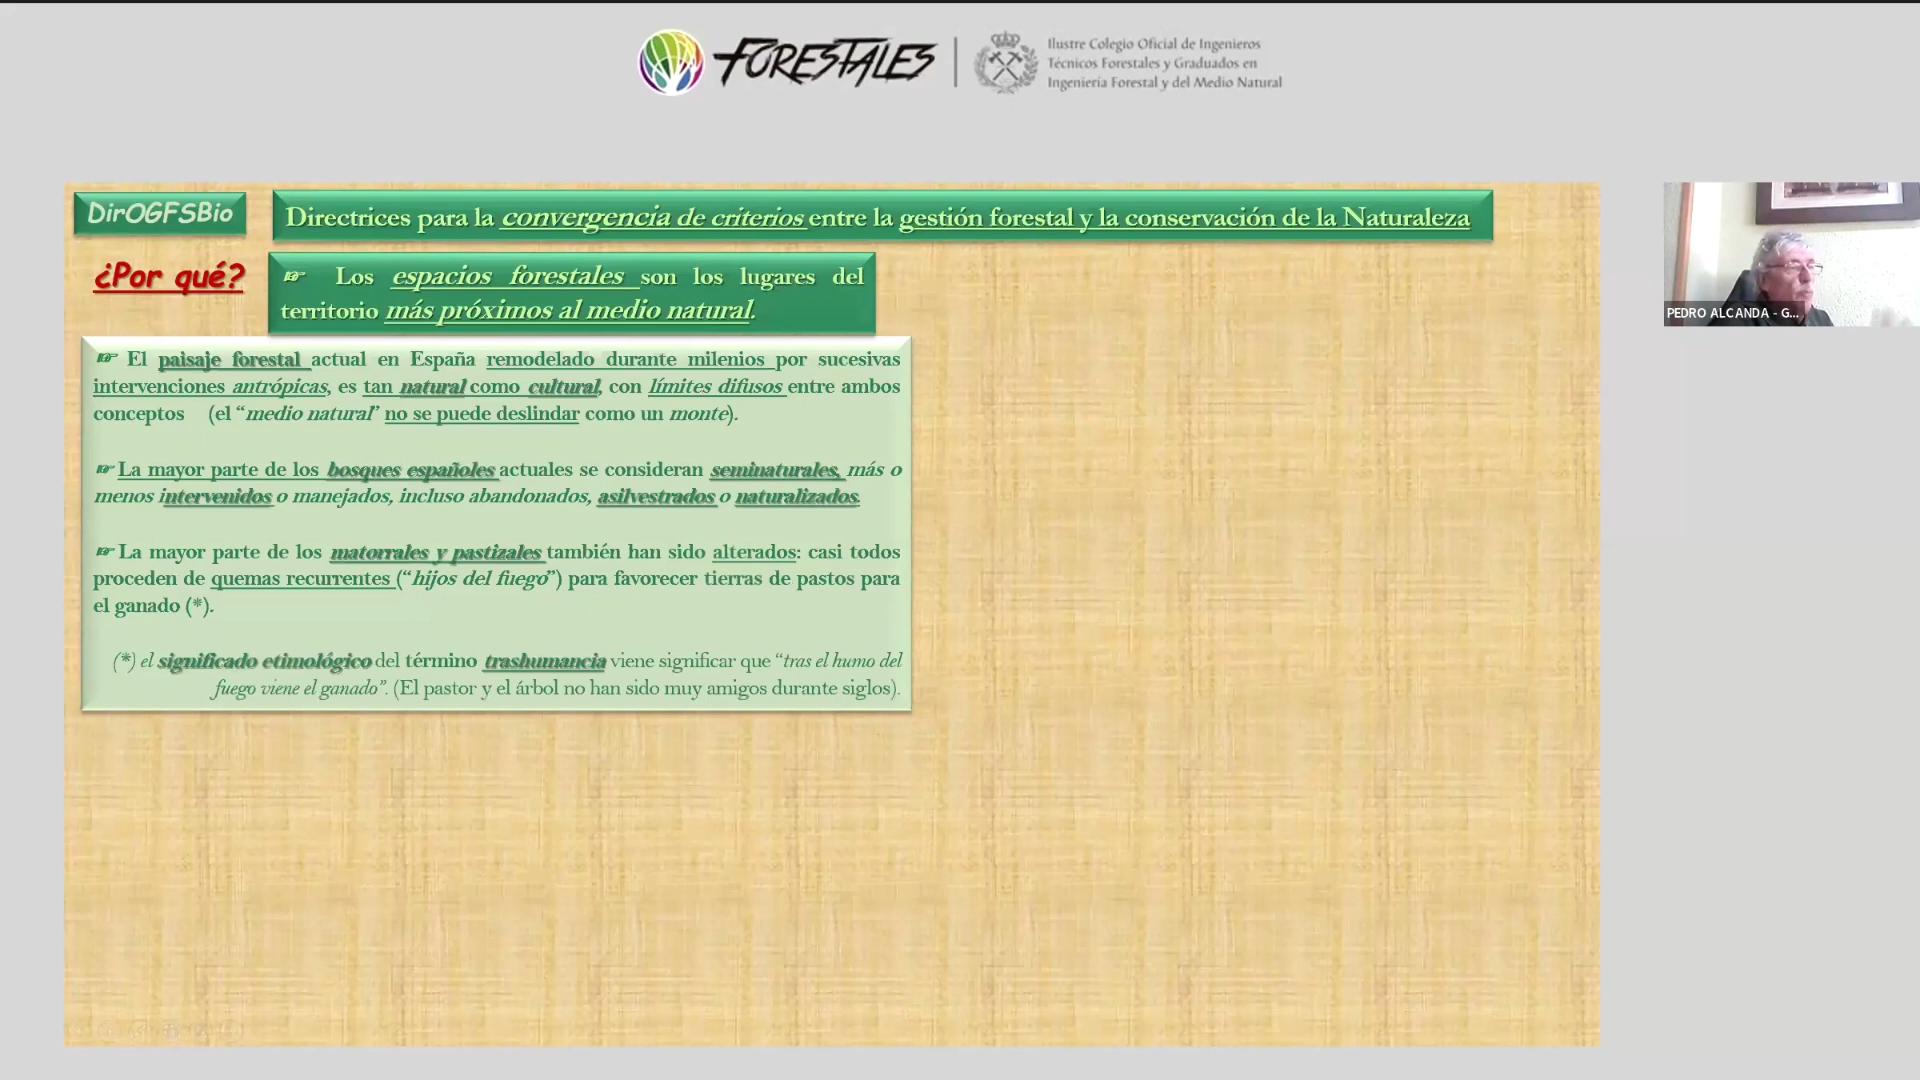 FORESTALES
Ilustre Colegio Oficial de Ingenieros
Técnicos Forestales y Graduados en
Ingeniería Forestal y del Medio Natural
DirOGFSBio
Directrices para la convergencia de criterios entre la gestión forestal y la conservación de la Naturaleza
¿Por qué?
☞ Los espacios forestales son los lugares del
territorio más próximos al medio natural.
☞ El paisaje forestal actual en España remodelado durante milenios por sucesivas
intervenciones antrópicas, es tan natural como cultural, con límites difusos entre ambos
conceptos (el “medio natural” no se puede deslindar como un monte).
☞ La mayor parte de los bosques españoles actuales se consideran seminaturales, más o
menos intervenidos o manejados, incluso abandonados, asilvestrados o naturalizados.
☞ La mayor parte de los matorrales y pastizales también han sido alterados: casi todos
proceden de quemas recurrentes (“hijos del fuego”) para favorecer tierras de pastos para
el ganado (*).
(*) el significado etimológico del término trashumancia viene significar que “tras el humo del
fuego viene el ganado”. (El pastor y el árbol no han sido muy amigos durante siglos).
PEDRO ALCANDA - G...